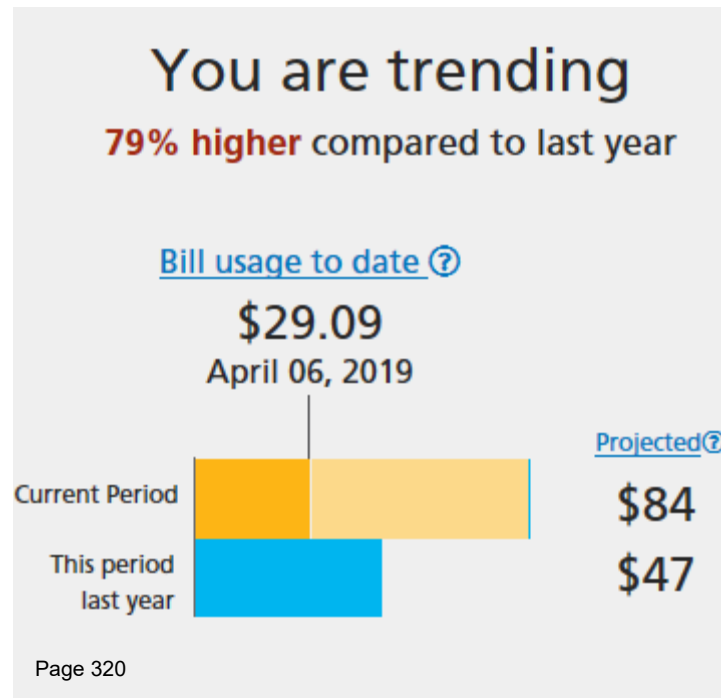 You are trending
79% higher compared to last year
Bill usage to date ?
$29.09
April 06, 2019
Projected ?
Current Period
$84
This period
last year
$47
Page 320